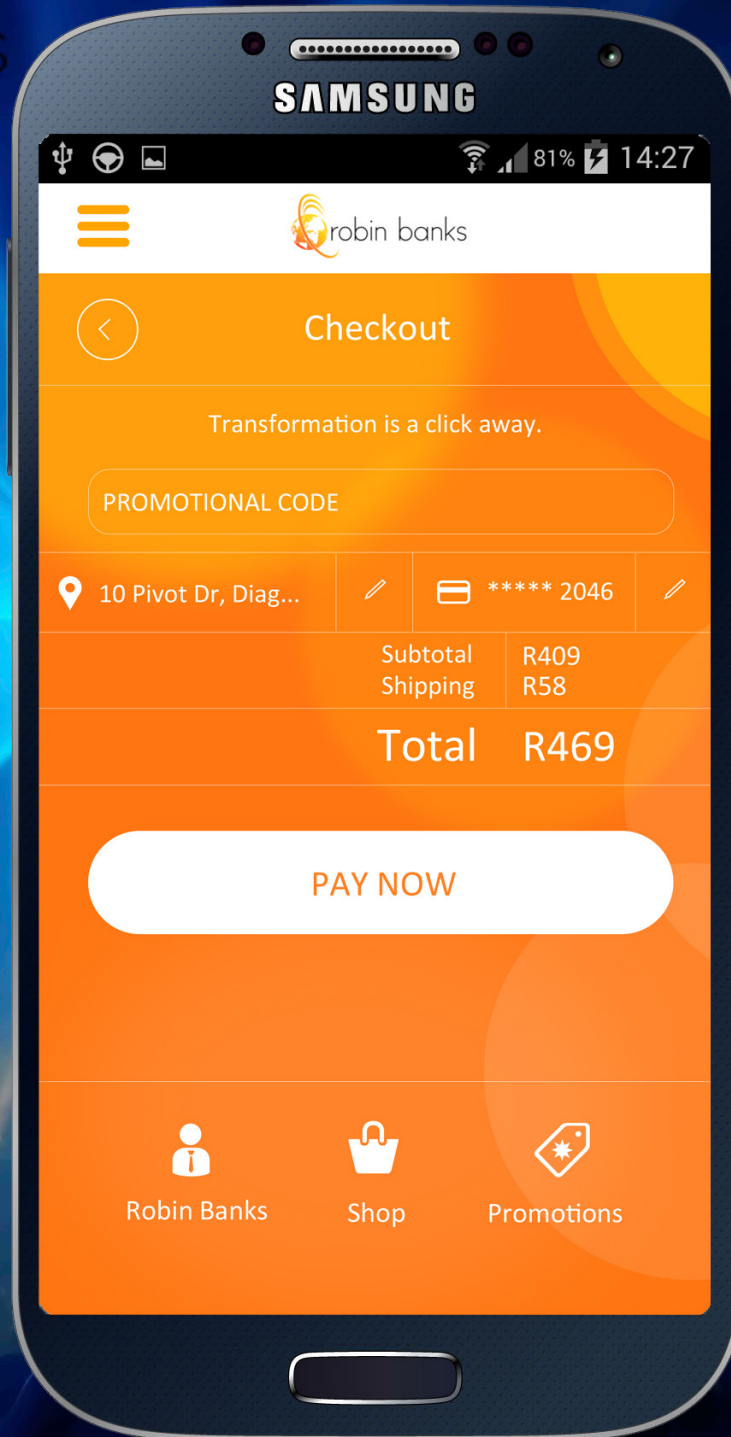 S
SAMSUNG
81% 14:27
robin banks
Checkout
Transformation is a click away.
PROMOTIONAL CODE
10 Pivot Dr, Diag... ***** 2046
Subtotal R409
Shipping R58
Total R469
PAY NOW
Robin Banks Shop Promotions